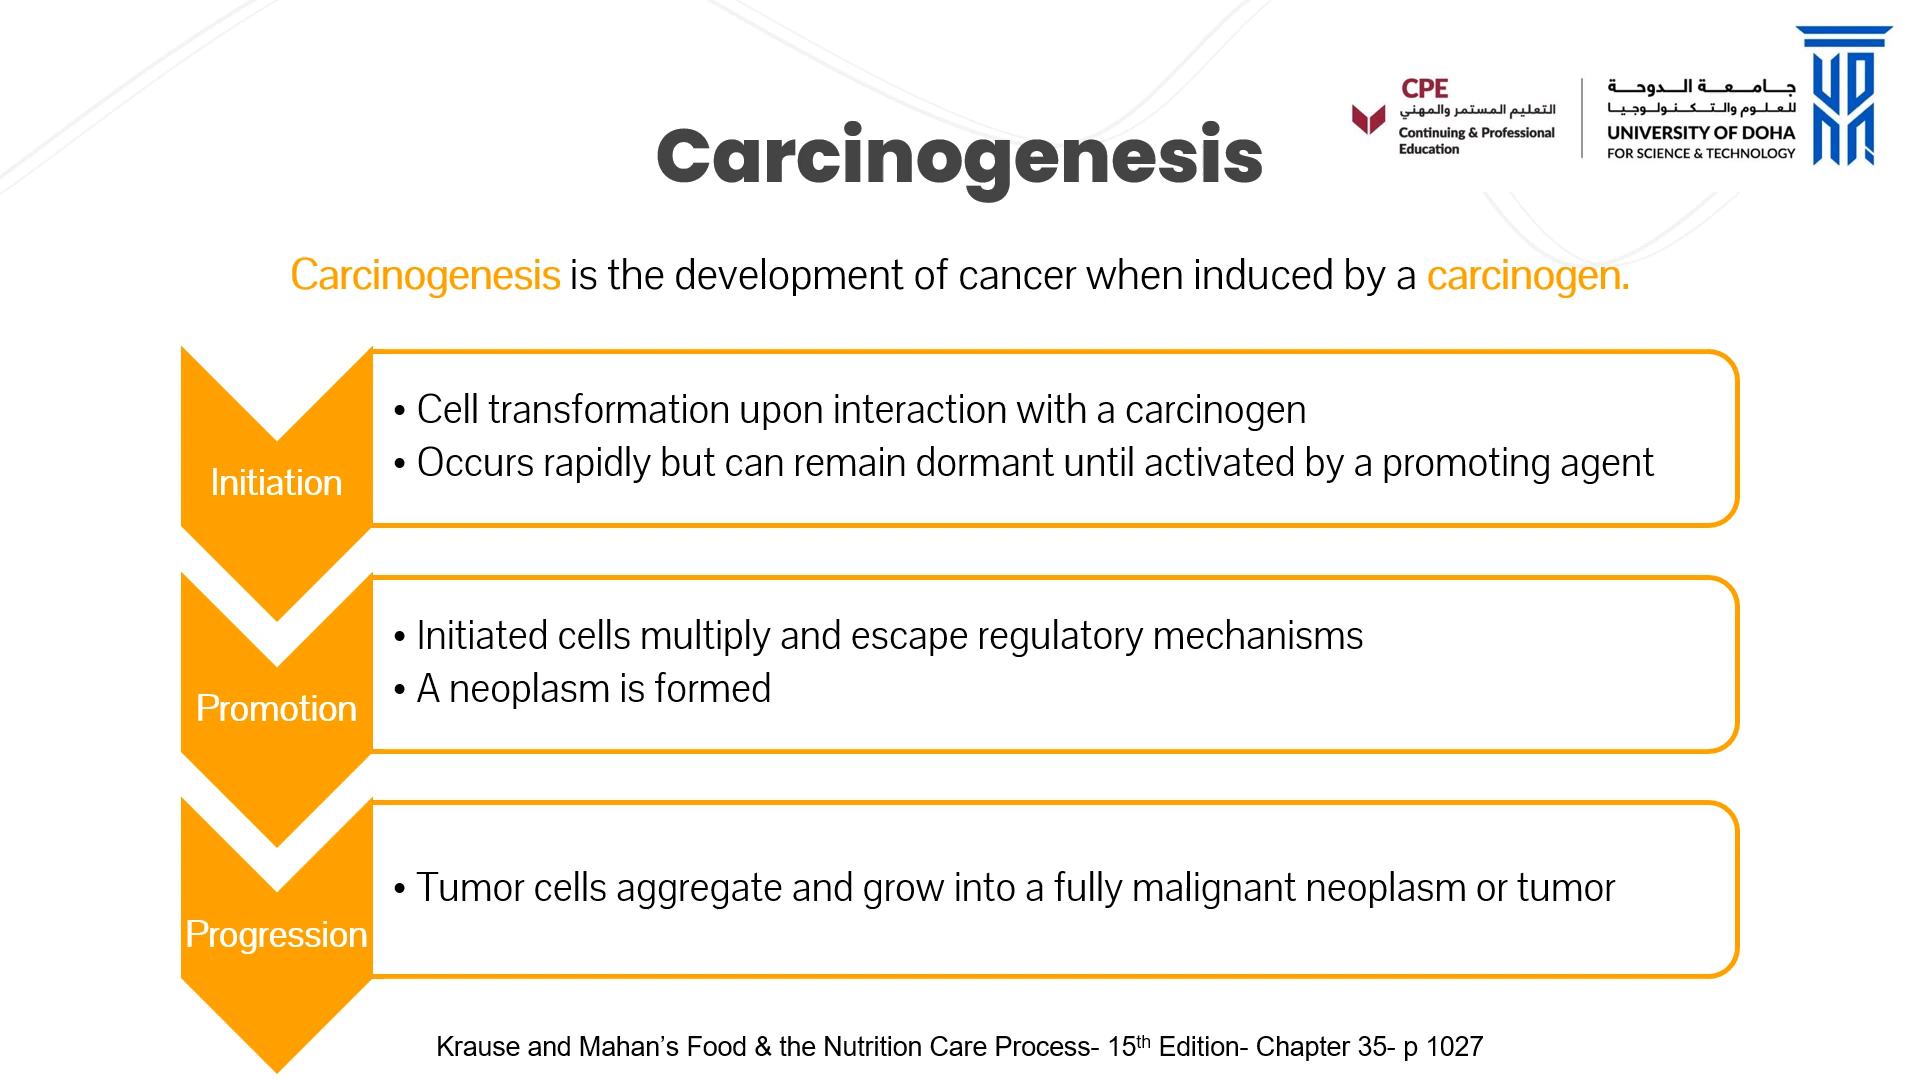 CPE
التعليم المستمر والمهني
Continuing & Professional
Education
جامعة الدوحة
للعلوم والتكنولوجيا
UNIVERSITY OF DOHA
FOR SCIENCE & TECHNOLOGY
Carcinogenesis
Carcinogenesis is the development of cancer when induced by a carcinogen.
Initiation
• Cell transformation upon interaction with a carcinogen
• Occurs rapidly but can remain dormant until activated by a promoting agent
Promotion
• Initiated cells multiply and escape regulatory mechanisms
• A neoplasm is formed
Progression
• Tumor cells aggregate and grow into a fully malignant neoplasm or tumor
Krause and Mahan’s Food & the Nutrition Care Process- 15th Edition- Chapter 35- p 1027